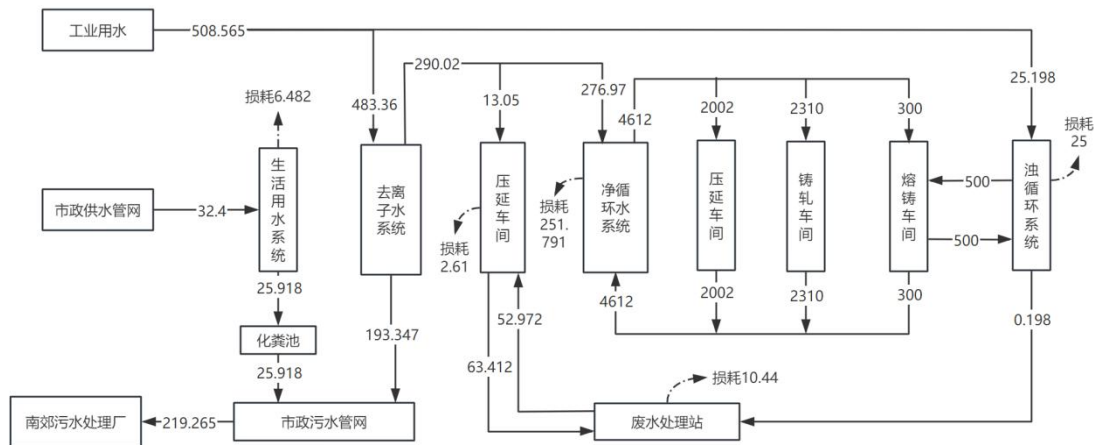 工业用水
508.565
290.02
25.198
483.36
13.05
276.97
4612
2002
2310
300
损耗6.482
损耗
25
生活用水系统
去离
子水
系统
压延车间
净循
环水
系统
压延车间
铸轧车间
熔铸车间
浊循环系统
市政供水管网
32.4
500
500
损耗
2.61
损耗
251.
791
25.918
193.347
52.972
63.412
4612
2002
2310
300
0.198
化粪池
25.918
损耗10.44
南郊污水处理厂
219.265
市政污水管网
废水处理站